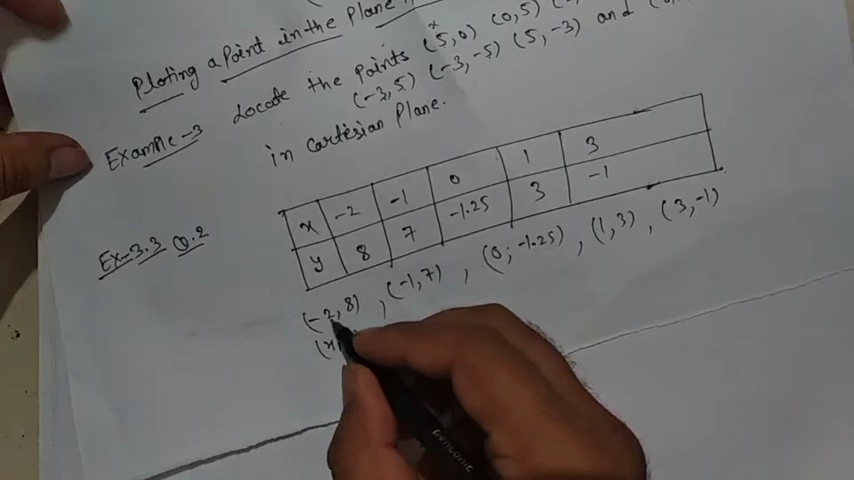 Ploting a Point in the Plane
Example-3 Locate the Points (5,0) (0,5)
(-3,5) (-3,-5) (5,-3) and
in Cartesian Plane.
x -2 -1 0 1 3
Ex-3.3 Q.2
y 8 7 -1.25 3 -1
(-2,8) , (-1,7) , (0;-1.25) , (1,3) , (3,-1)
(x
pentonic